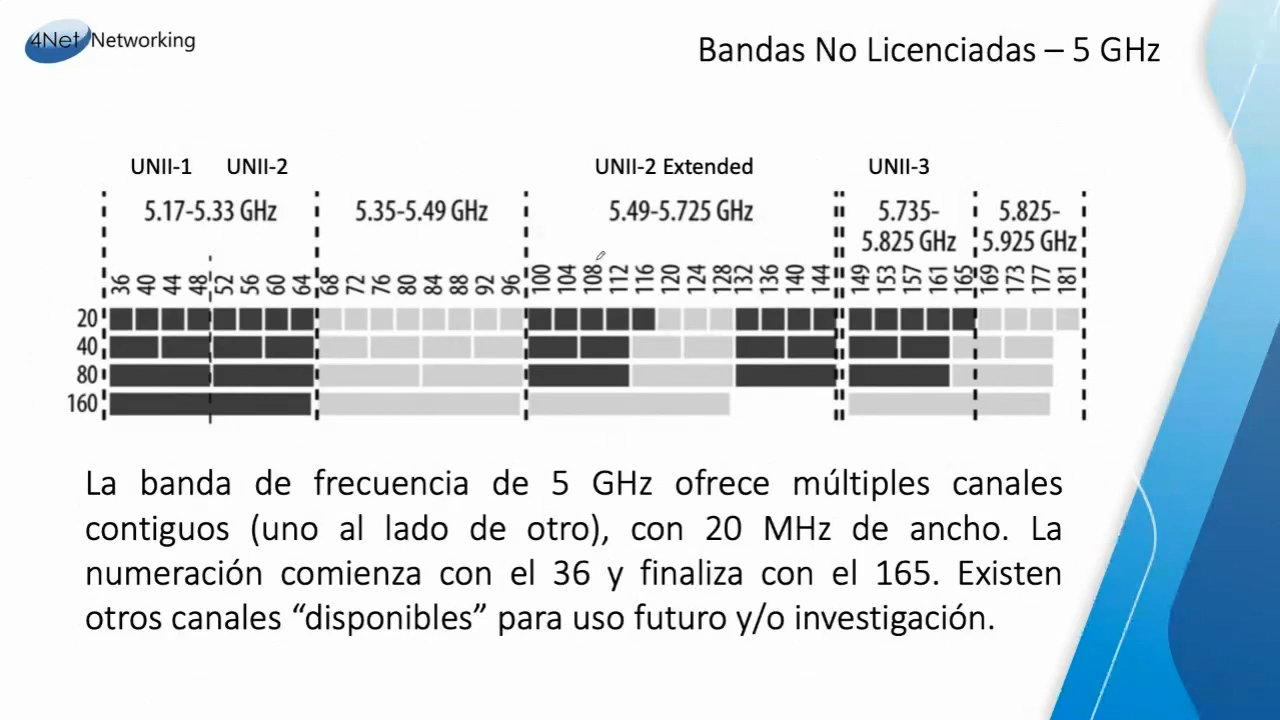 4Net Networking
Bandas No Licenciadas – 5 GHz
UNII-1 UNII-2 UNII-2 Extended UNII-3
5.17-5.33 GHz 5.35-5.49 GHz 5.49-5.725 GHz 5.735- 5.825-
5.825 GHz 5.925 GHz
36 40 44 48 52 56 60 64 68 72 76 80 84 88 92 96 100 104 108 112 116 120 124 128 132 136 140 144 149 153 157 161 165 169 173 177 181
20
40
80
160
La banda de frecuencia de 5 GHz ofrece múltiples canales
contiguos (uno al lado de otro), con 20 MHz de ancho. La
numeración comienza con el 36 y finaliza con el 165. Existen
otros canales “disponibles” para uso futuro y/o investigación.